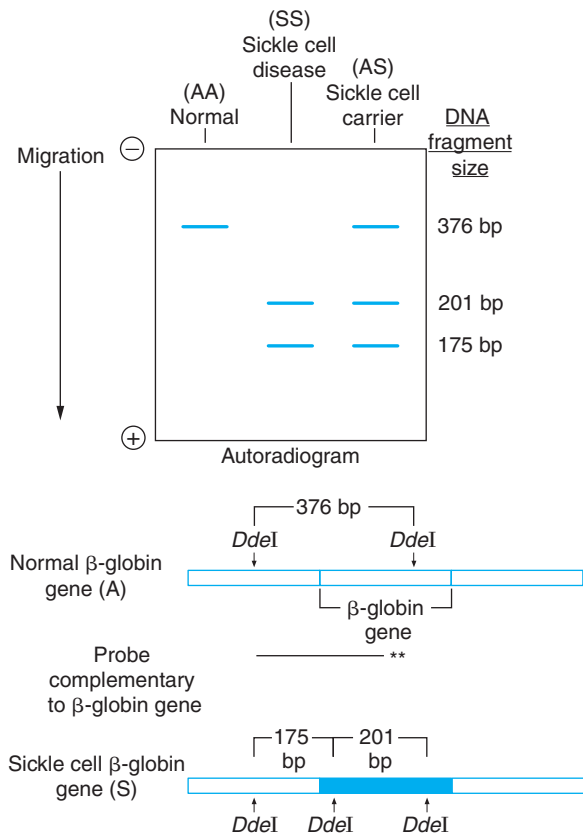 (SS)
Sickle cell
disease
(AA)
Normal
(AS)
Sickle cell
carrier
DNA
fragment
size
Migration
−
376 bp
201 bp
175 bp
+
Autoradiogram
376 bp
DdeI
DdeI
Normal β-globin
gene (A)
β-globin
gene
Probe
complementary
to β-globin gene
**
175
bp
201
bp
Sickle cell β-globin
gene (S)
DdeI
DdeI
DdeI